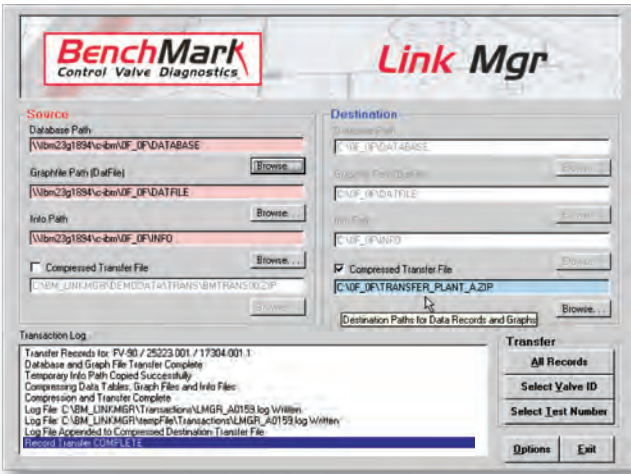 BenchMark
Control Valve Diagnostics
Link Mgr
Source
Database Path
\\Ibm23g1894\c-ibm\0F_0F\DATABASE
Browse...
Graphfile Path (DatFile)
\\Ibm23g1894\c-ibm\0F_0F\DATFILE
Browse...
Info Path
\\Ibm23g1894\c-ibm\0F_0F\INFO
Browse...
Compressed Transfer File
C:\BM_LINKMGR\DEMODATA\TRANS\BMTRANS00.ZIP
Browse...
Destination
Database Path
C:\0F_0F\DATABASE
Browse...
Graphfile Path (DatFile)
C:\0F_0F\DATFILE
Browse...
Info Path
C:\0F_0F\INFO
Browse...
Compressed Transfer File
C:\0F_0F\TRANSFER_PLANT_A.ZIP
Browse...
Destination Paths for Data Records and Graphs
Transaction Log
Transfer Records for: FV-90 / 25223.001 / 17304.001.1
Database and Graph File Transfer Complete
Temporary Info Path Copied Successfully
Compressing Data Tables, Graph Files and Info Files
Compression and Transfer Complete
Log File: C:\BM_LINKMGR\Transactions\LMGR_A0159.log Written
Log File: C:\BM_LINKMGR\tempFile\Transactions\LMGR_A0159.log Written
Log File Appended to Compressed Destination Transfer File
Record Transfer COMPLETE
Transfer
All Records
Select Valve ID
Select Test Number
Options
Exit